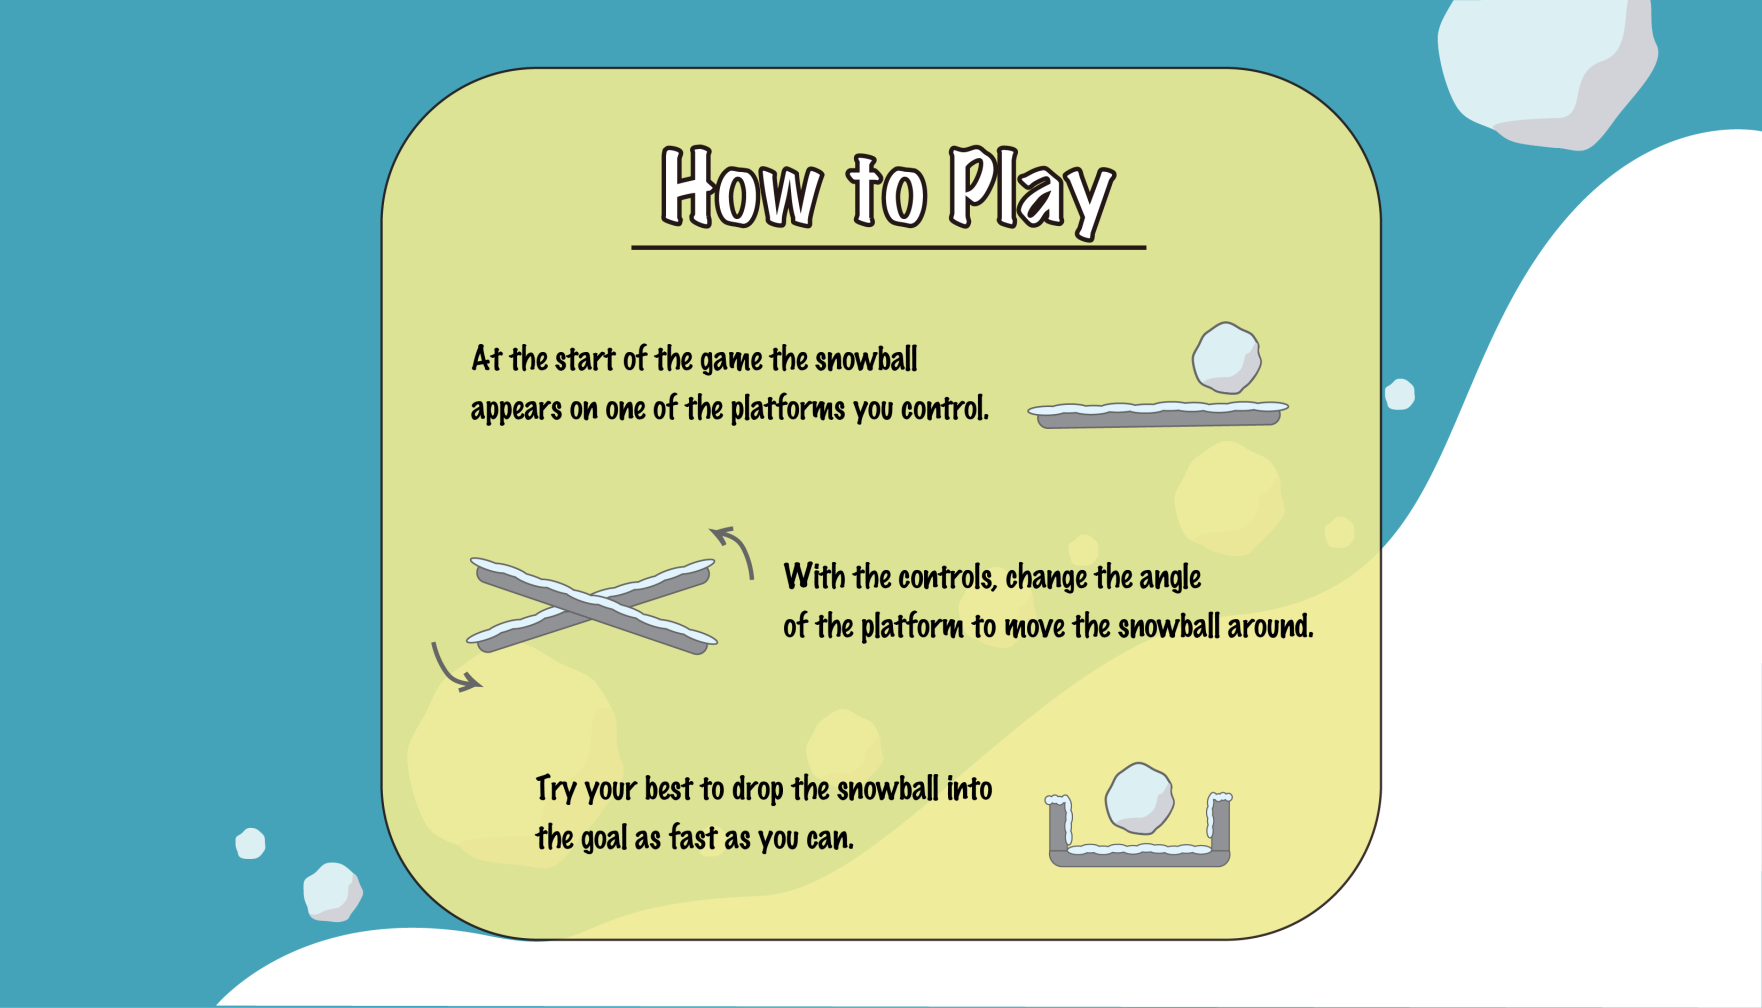 How to Play
At the start of the game the snowball
appears on one of the platforms you control.
With the controls, change the angle
of the platform to move the snowball around.
Try your best to drop the snowball into
the goal as fast as you can.